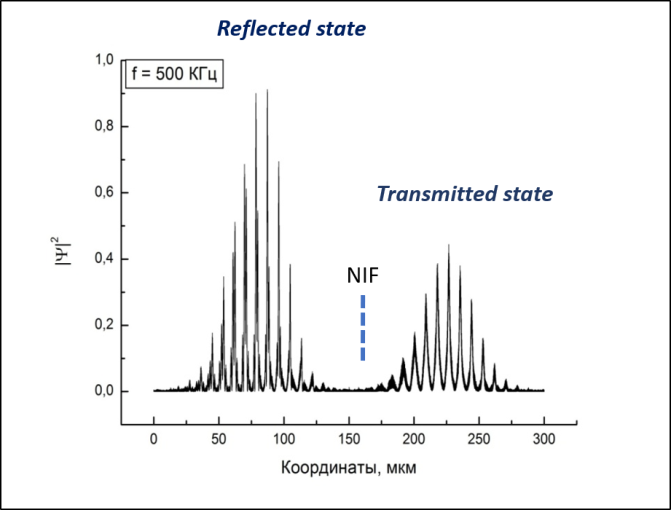 Reflected state
1,0
f = 500 КГц
0,8
0,6
Transmitted state
|Ψ|²
0,4
NIF
0,2
0,0
0 50 100 150 200 250 300
Координаты, мкм